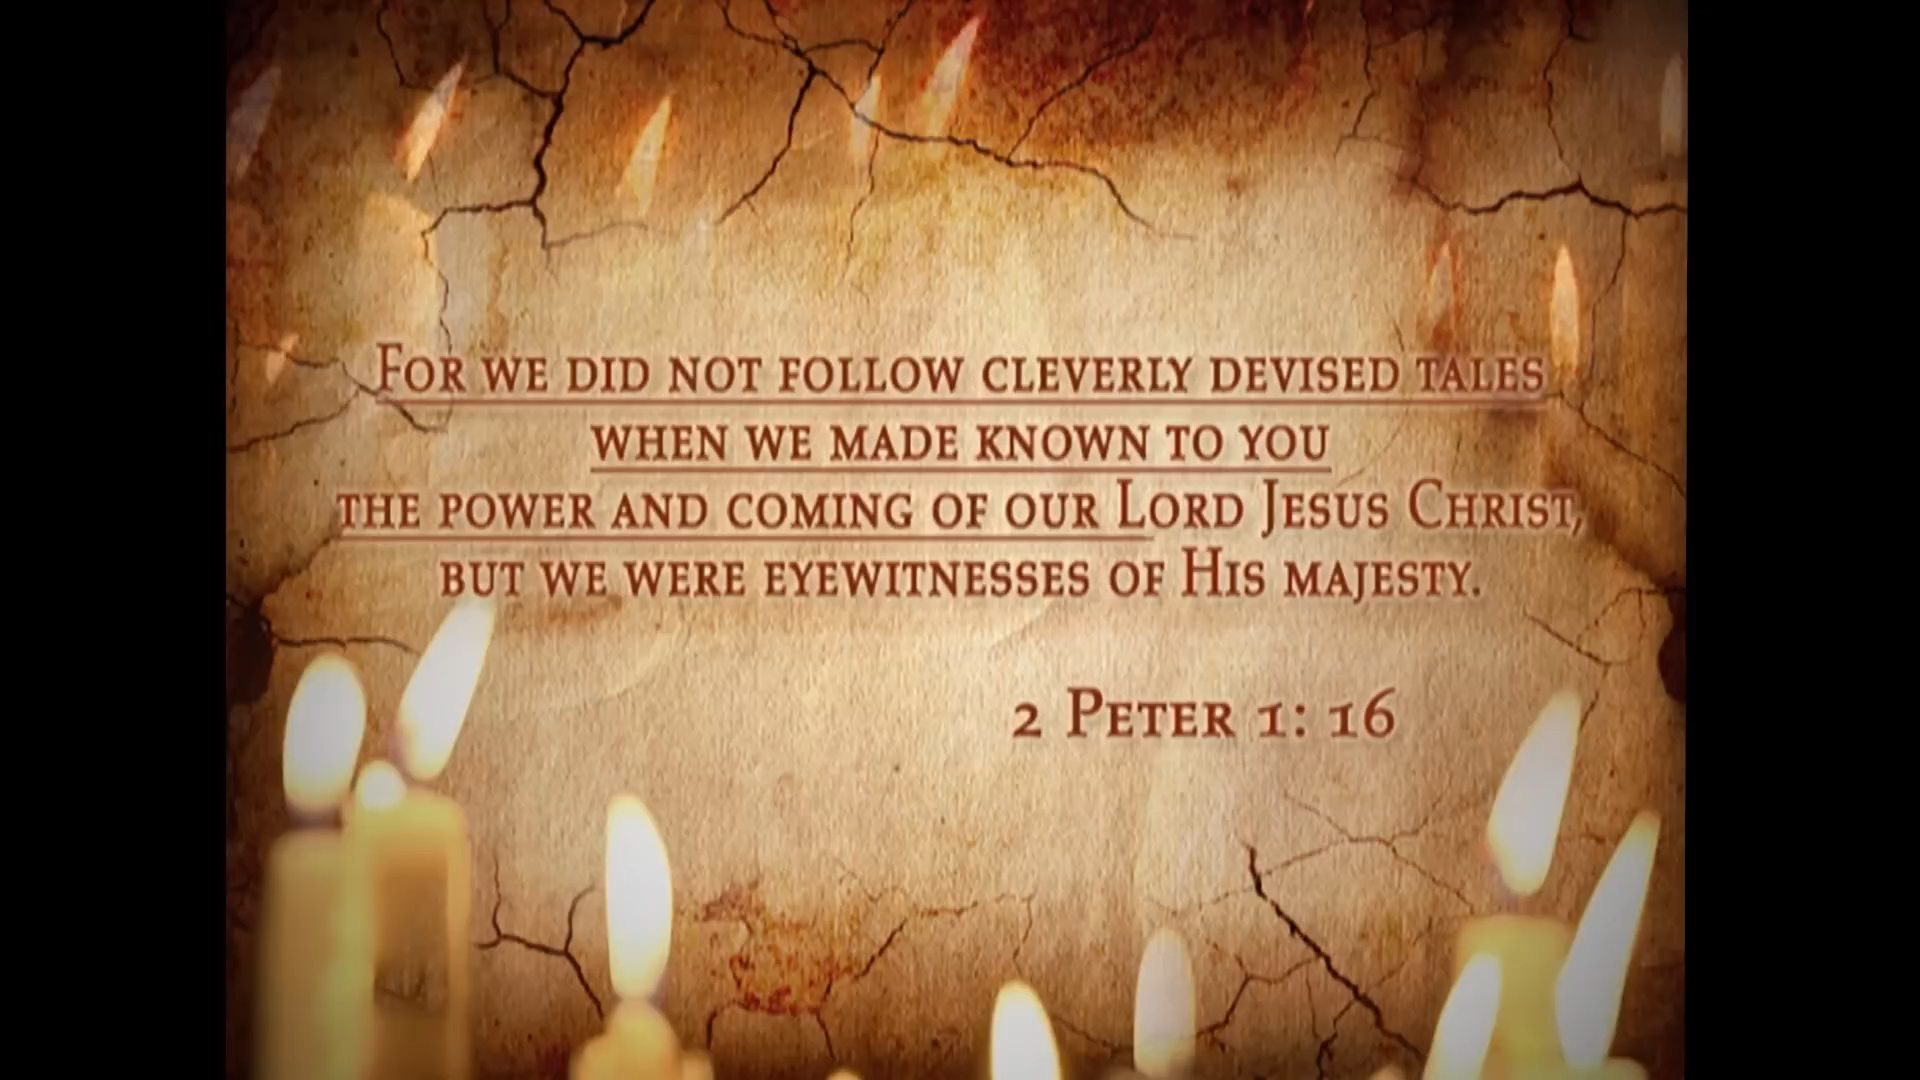 For we did not follow cleverly devised tales
when we made known to you
the power and coming of our Lord Jesus Christ,
but we were eyewitnesses of His majesty.
2 Peter 1: 16